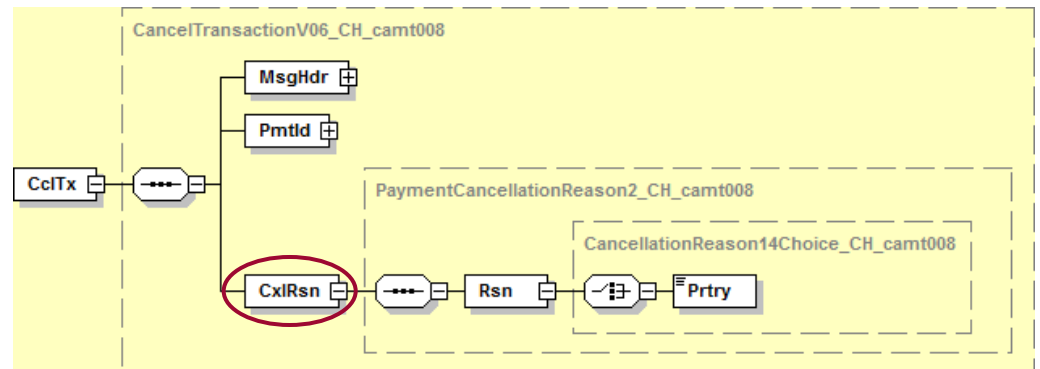 CancelTransactionV06_CH_camt008
MsgHdr
PmtId
CclTx
PaymentCancellationReason2_CH_camt008
CancellationReason14Choice_CH_camt008
CxlRsn
Rsn
Prtry